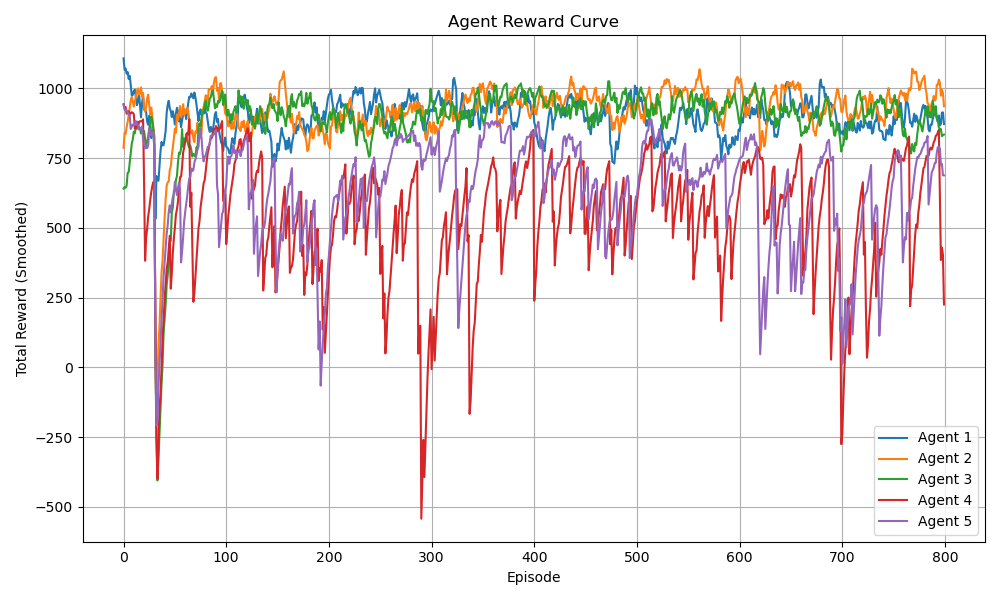 Agent Reward Curve
Total Reward (Smoothed)
1000
750
500
250
0
−250
−500
0 100 200 300 400 500 600 700 800
Episode
Agent 1
Agent 2
Agent 3
Agent 4
Agent 5